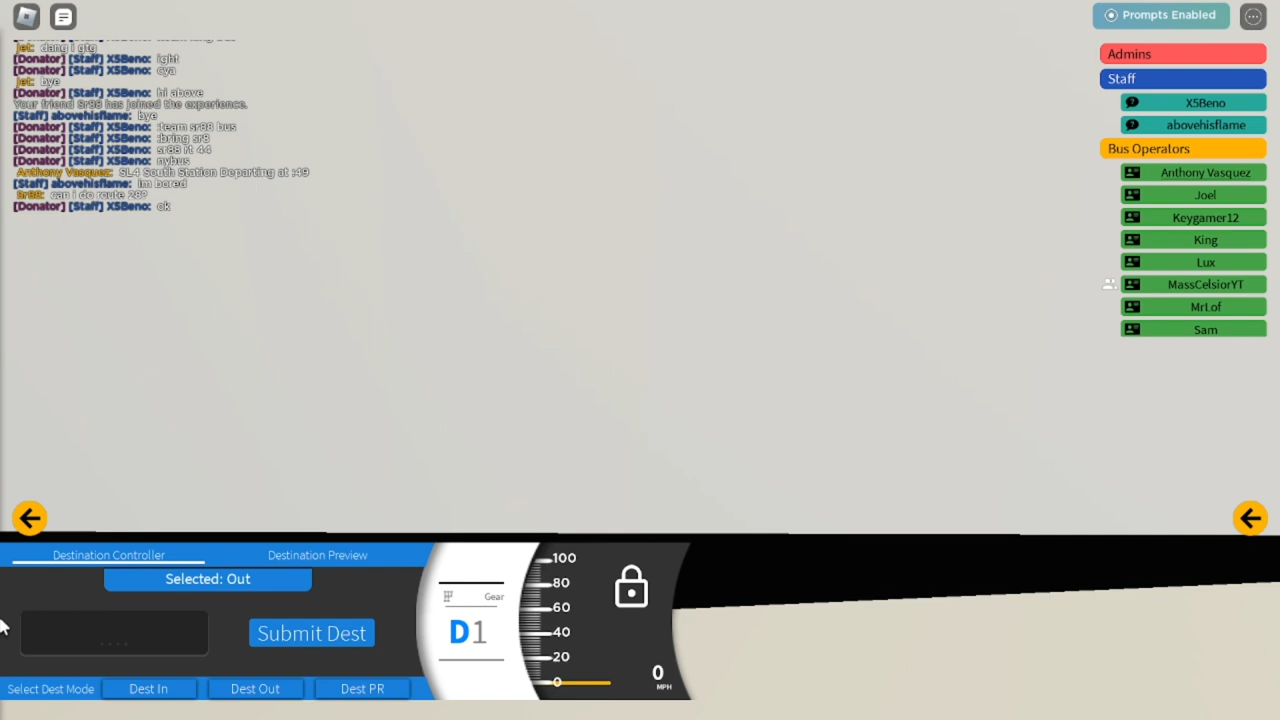 Prompts Enabled
jet: dang i gtg
[Donator] [Staff] X5Beno: ight
[Donator] [Staff] X5Beno: cya
jet: bye
[Donator] [Staff] X5Beno: hi above
Your friend Sr88 has joined the experience.
[Staff] abovehisflame: bye
[Donator] [Staff] X5Beno: :team sr88 bus
[Donator] [Staff] X5Beno: :bring sr8
[Donator] [Staff] X5Beno: sr88 rt 44
[Donator] [Staff] X5Beno: nybus
Anthony Vasquez: SL4 South Station Departing at :49
[Staff] abovehisflame: Im bored
Sr88: can i do route 28?
[Donator] [Staff] X5Beno: ok
Admins
Staff
X5Beno
abovehisflame
Bus Operators
Anthony Vasquez
Joel
Keygamer12
King
Lux
MassCelsiorYT
MrLof
Sam
Destination Controller
Destination Preview
Selected: Out
....
Submit Dest
Select Dest Mode
Dest In
Dest Out
Dest PR
Gear
D1
100
80
60
40
20
0
0
MPH